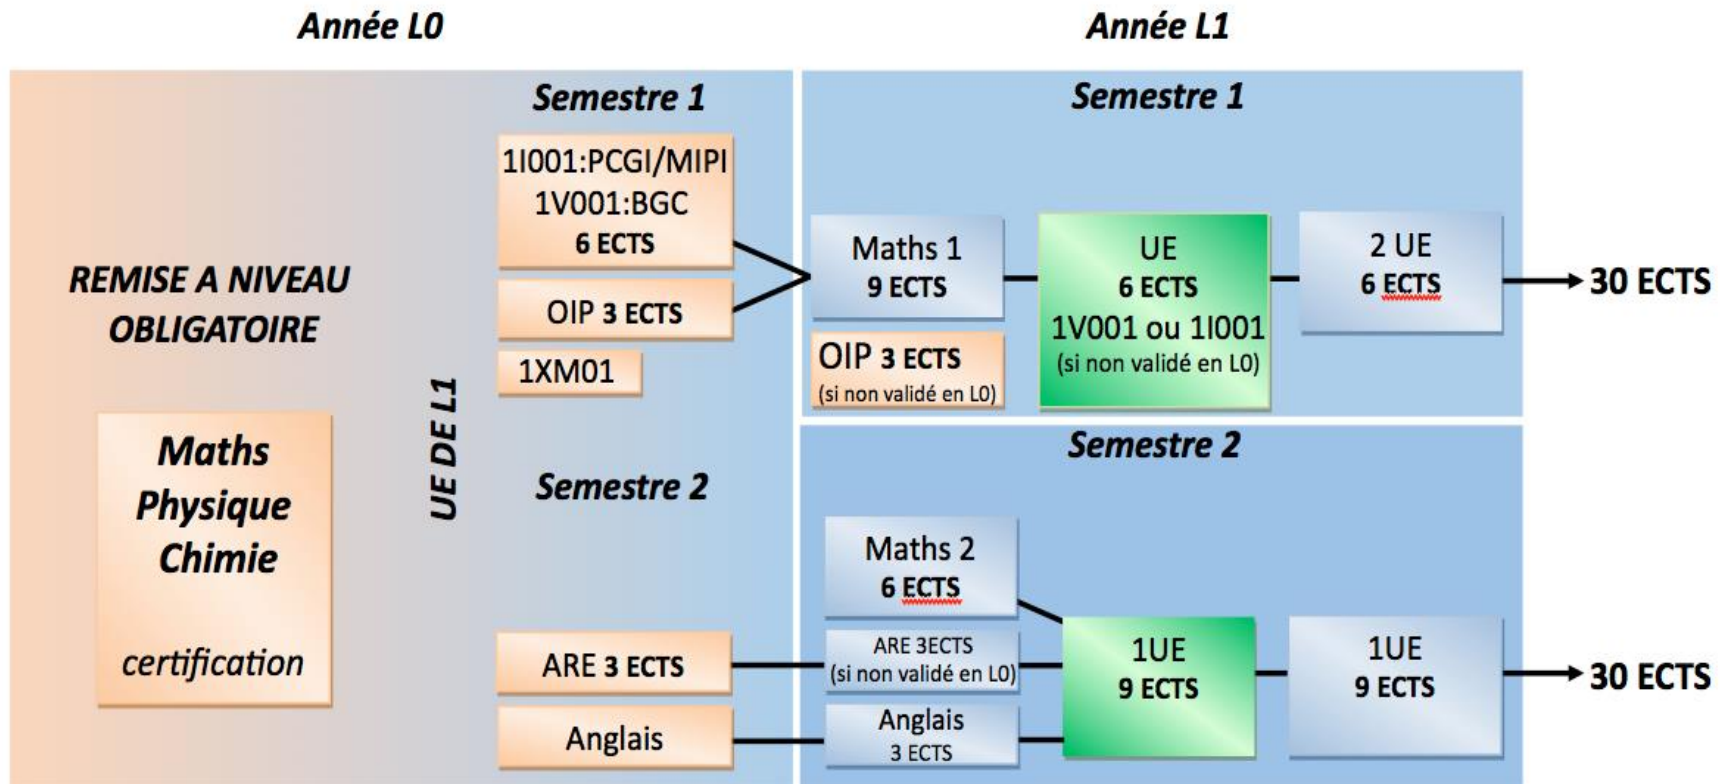 Année L0
Année L1
REMISE A NIVEAU
OBLIGATOIRE
Maths
Physique
Chimie
certification
UE DE L1
Semestre 1
1I001:PCGI/MIPI
1V001:BGC
6 ECTS
OIP 3 ECTS
1XM01
Semestre 2
ARE 3 ECTS
Anglais
Semestre 1
Maths 1
9 ECTS
OIP 3 ECTS
(si non validé en L0)
UE
6 ECTS
1V001 ou 1I001
(si non validé en L0)
2 UE
6 ECTS
30 ECTS
Semestre 2
Maths 2
6 ECTS
ARE 3ECTS
(si non validé en L0)
Anglais
3 ECTS
1UE
9 ECTS
1UE
9 ECTS
30 ECTS